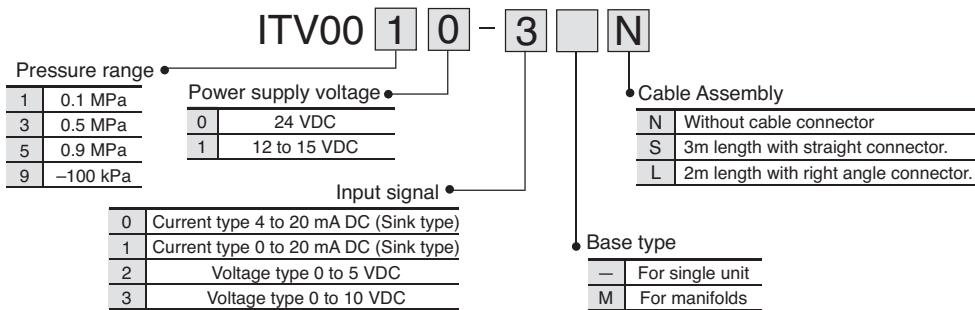 ITV00 1 0 - 3 N
Pressure range
1 0.1 MPa
3 0.5 MPa
5 0.9 MPa
9 –100 kPa
Power supply voltage
0 24 VDC
1 12 to 15 VDC
Input signal
0 Current type 4 to 20 mA DC (Sink type)
1 Current type 0 to 20 mA DC (Sink type)
2 Voltage type 0 to 5 VDC
3 Voltage type 0 to 10 VDC
Cable Assembly
N Without cable connector
S 3m length with straight connector.
L 2m length with right angle connector.
Base type
— For single unit
M For manifolds